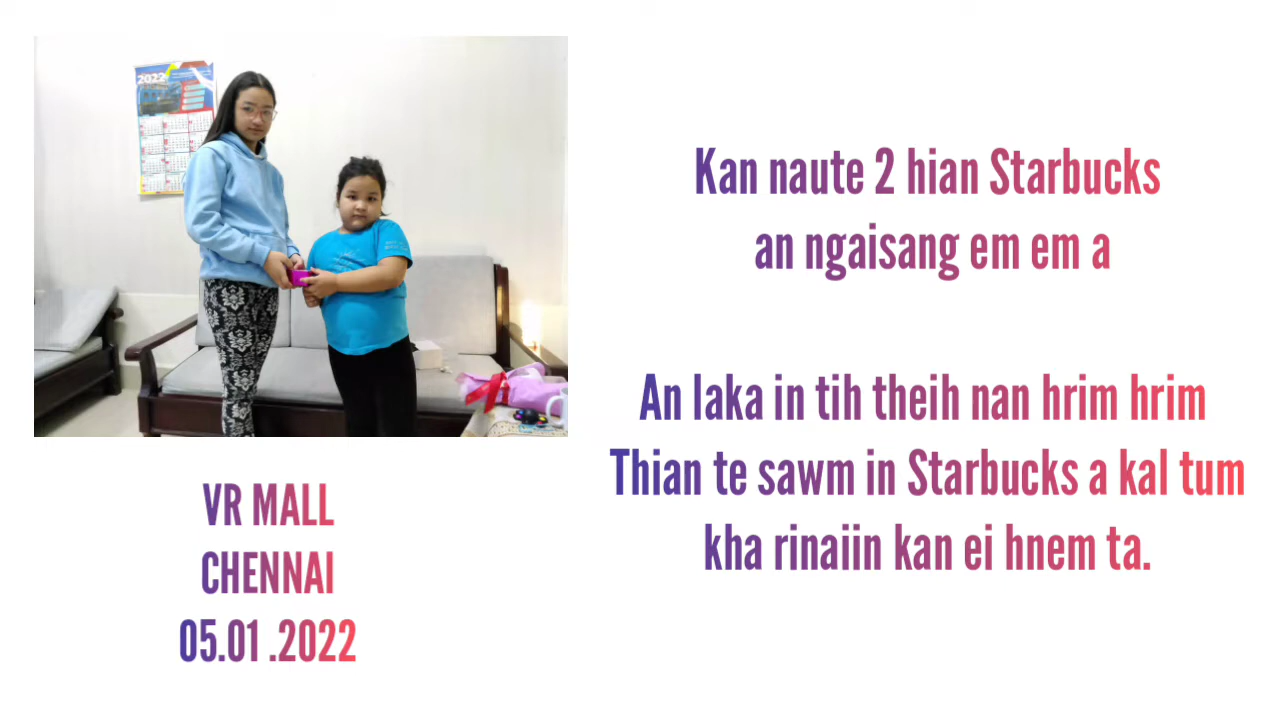 2022
VR MALL
CHENNAI
05.01 .2022
Kan naute 2 hian Starbucks
an ngaisang em em a
An laka in tih theih nan hrim hrim
Thian te sawm in Starbucks a kal tum
kha rinaiin kan ei hnem ta.